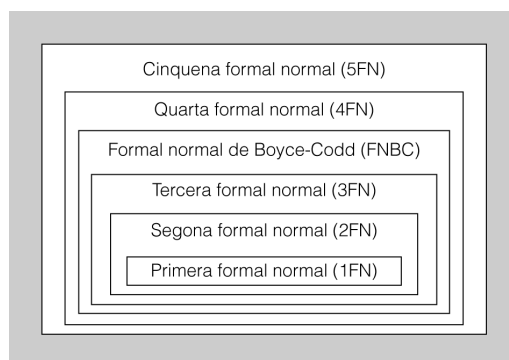 Cinquena formal normal (5FN)
Quarta formal normal (4FN)
Formal normal de Boyce-Codd (FNBC)
Tercera formal normal (3FN)
Segona formal normal (2FN)
Primera formal normal (1FN)